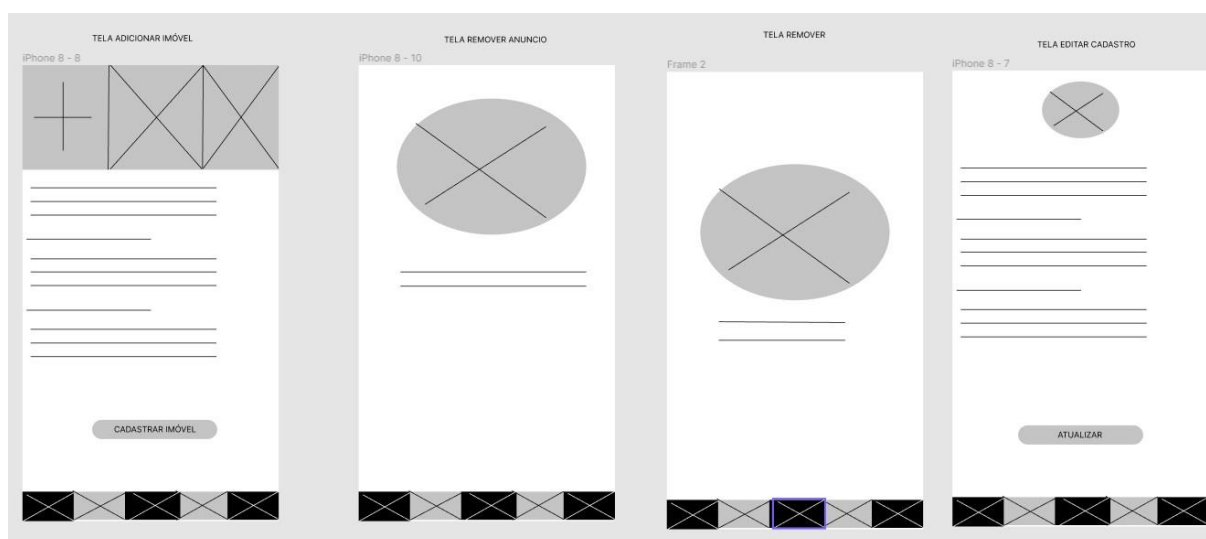 TELA ADICIONAR IMÓVEL
iPhone 8 - 8
CADASTRAR IMÓVEL
TELA REMOVER ANUNCIO
iPhone 8 - 10
TELA REMOVER
Frame 2
TELA EDITAR CADASTRO
iPhone 8 - 7
ATUALIZAR